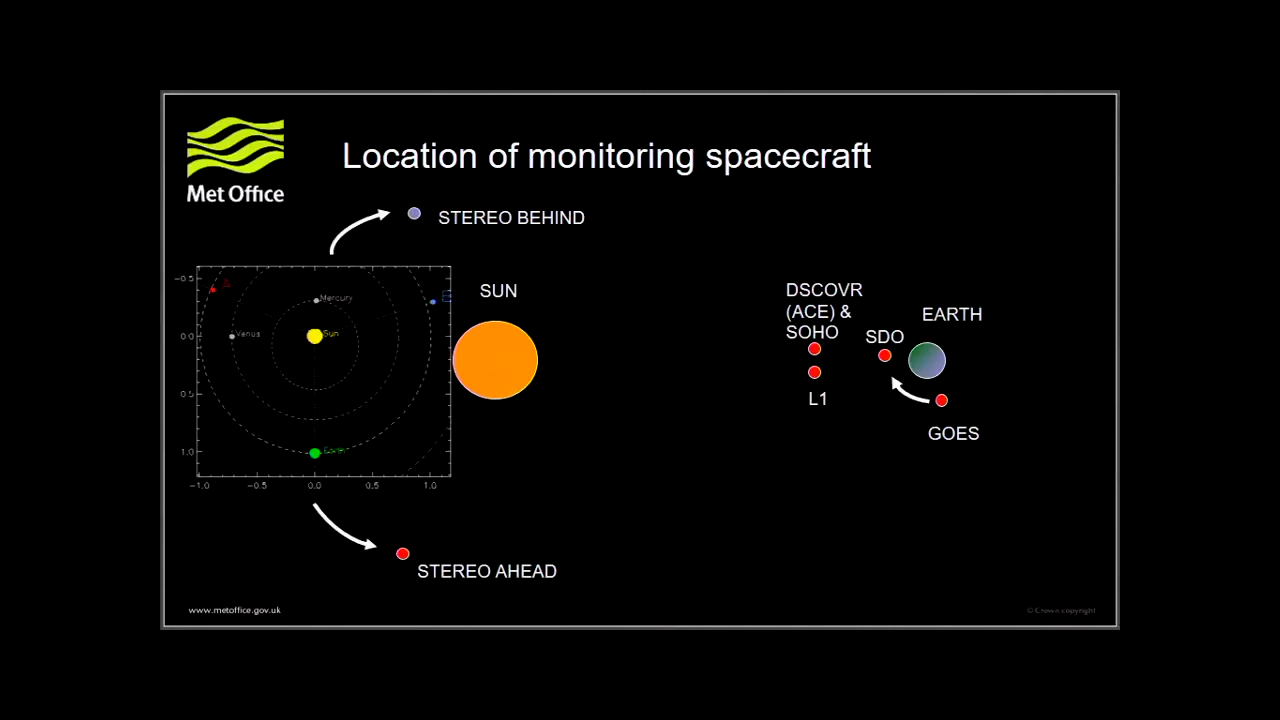 Met Office
Location of monitoring spacecraft
STEREO BEHIND
SUN
DSCOVR
(ACE) &
SOHO
SDO
EARTH
L1
GOES
−0.5
0.0
0.5
1.0
−1.0 −0.5 0.0 0.5 1.0
A
B
Mercury
Venus
Sun
Earth
STEREO AHEAD
www.metoffice.gov.uk
© Crown copyright